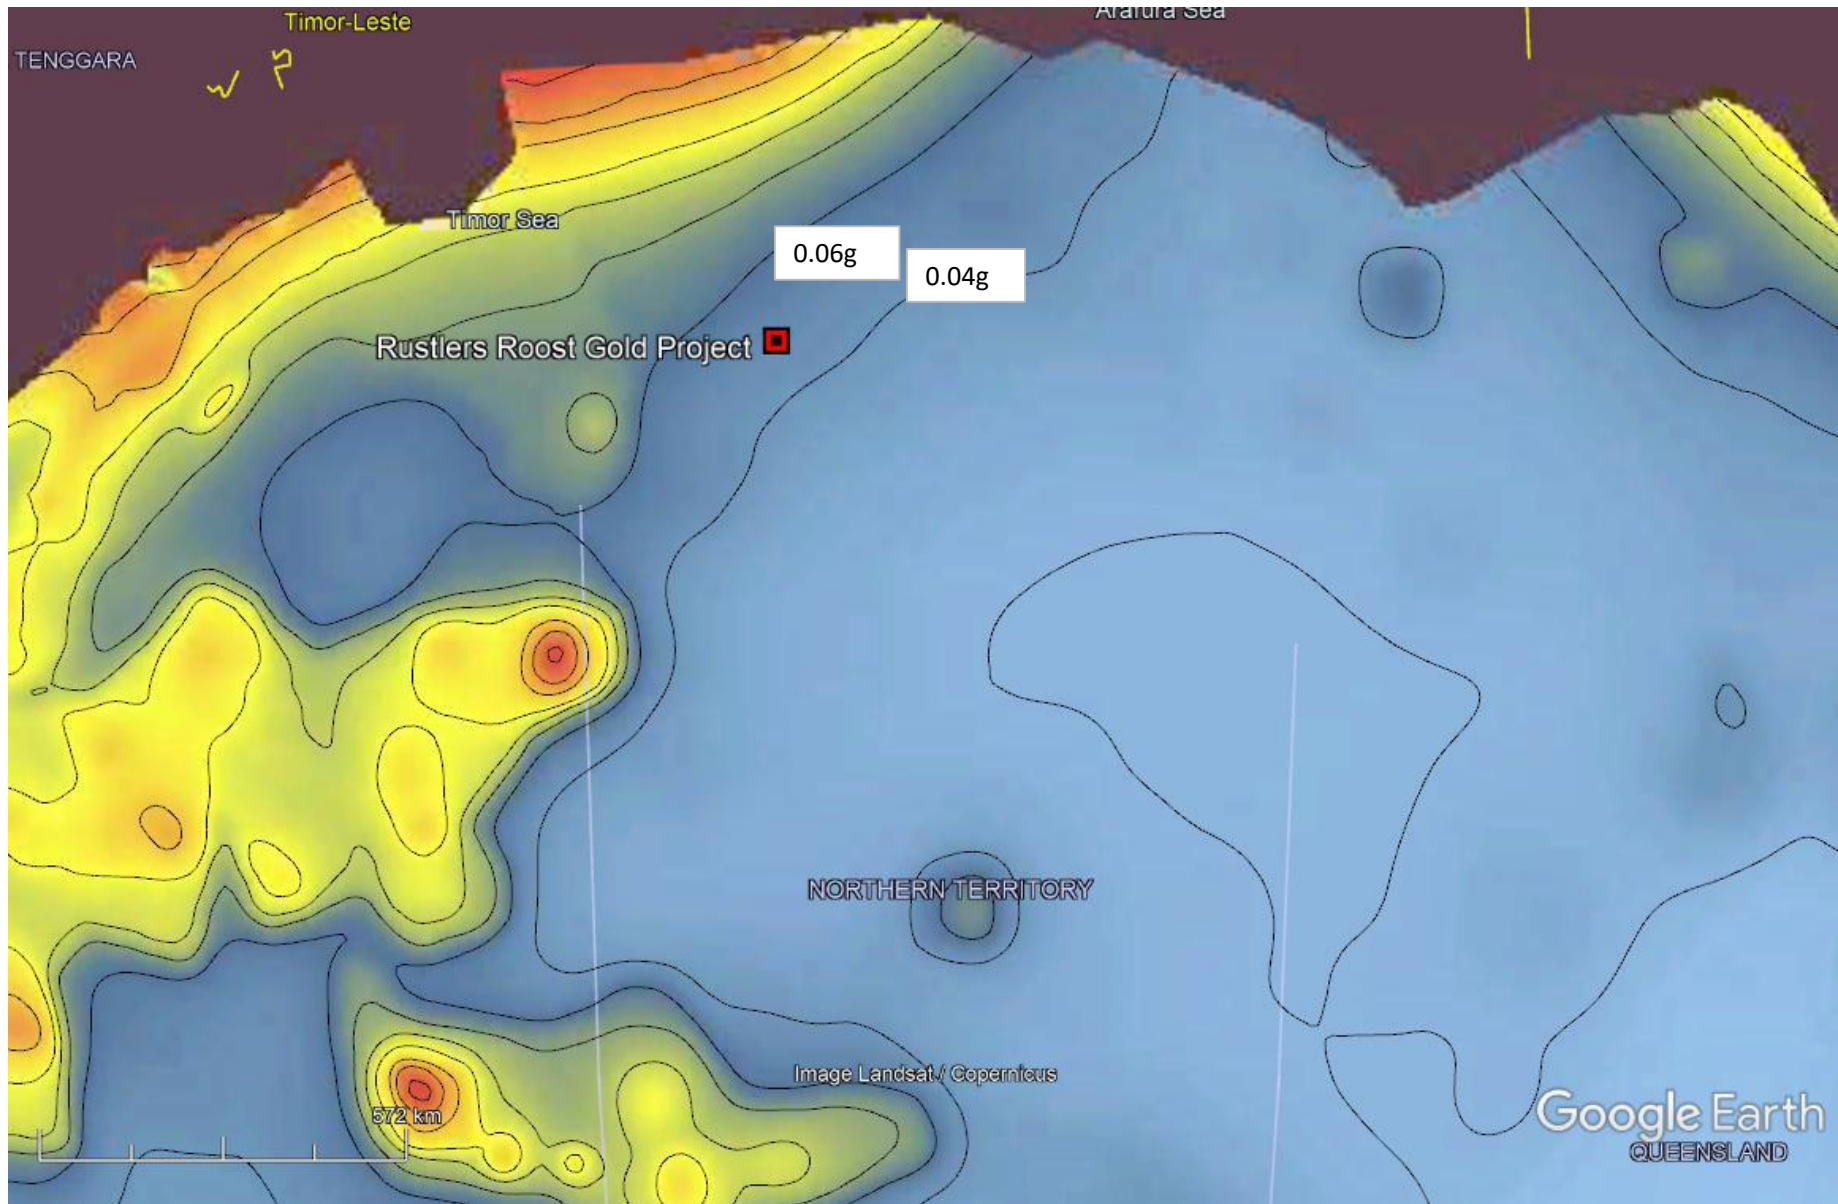 Timor-Leste
Arafura Sea
TENGGARA
Timor Sea
0.06g
0.04g
Rustlers Roost Gold Project
NORTHERN TERRITORY
Image Landsat / Copernicus
572 km
Google Earth
QUEENSLAND